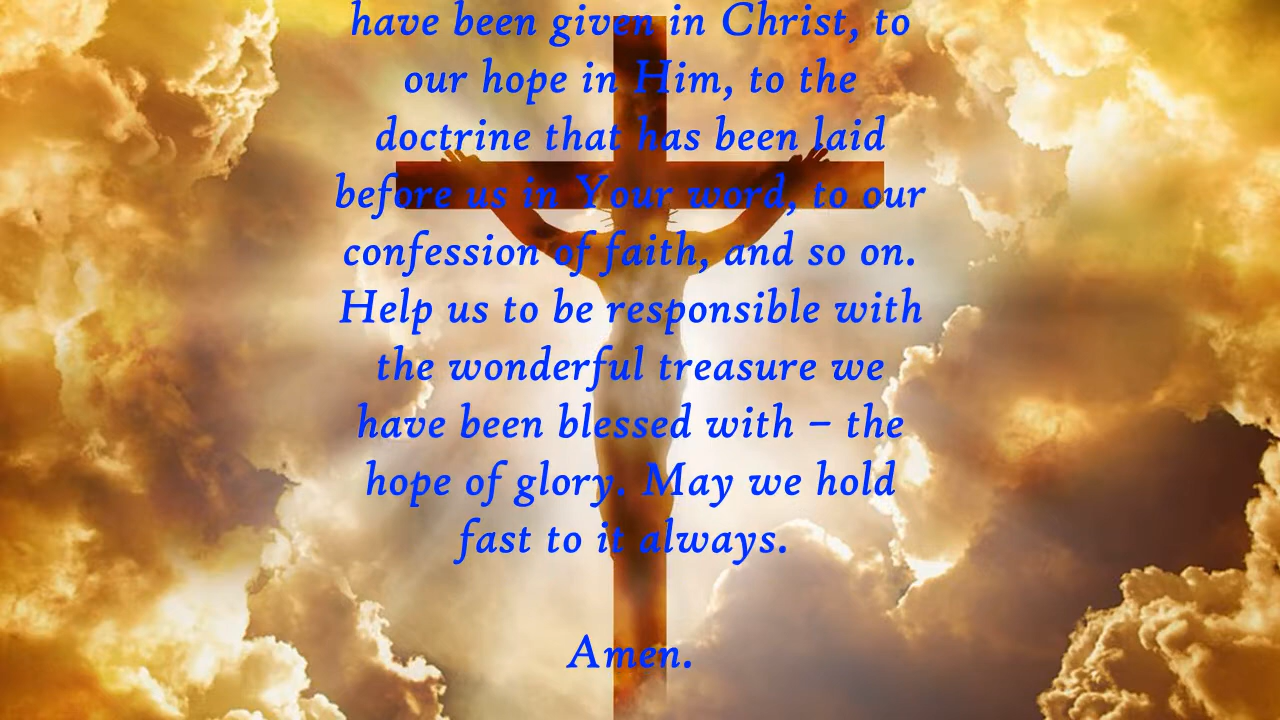 have been given in Christ, to
our hope in Him, to the
doctrine that has been laid
before us in Your word, to our
confession of faith, and so on.
Help us to be responsible with
the wonderful treasure we
have been blessed with – the
hope of glory. May we hold
fast to it always.
Amen.